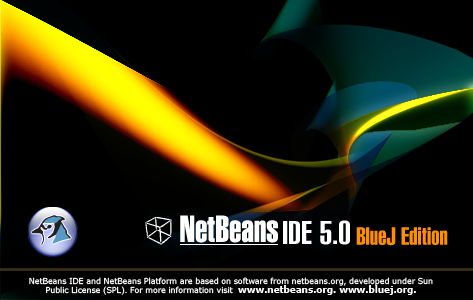 NetBeans IDE 5.0 BlueJ Edition
NetBeans IDE and NetBeans Platform are based on software from netbeans.org, developed under Sun
Public License (SPL). For more information visit www.netbeans.org. www.bluej.org.